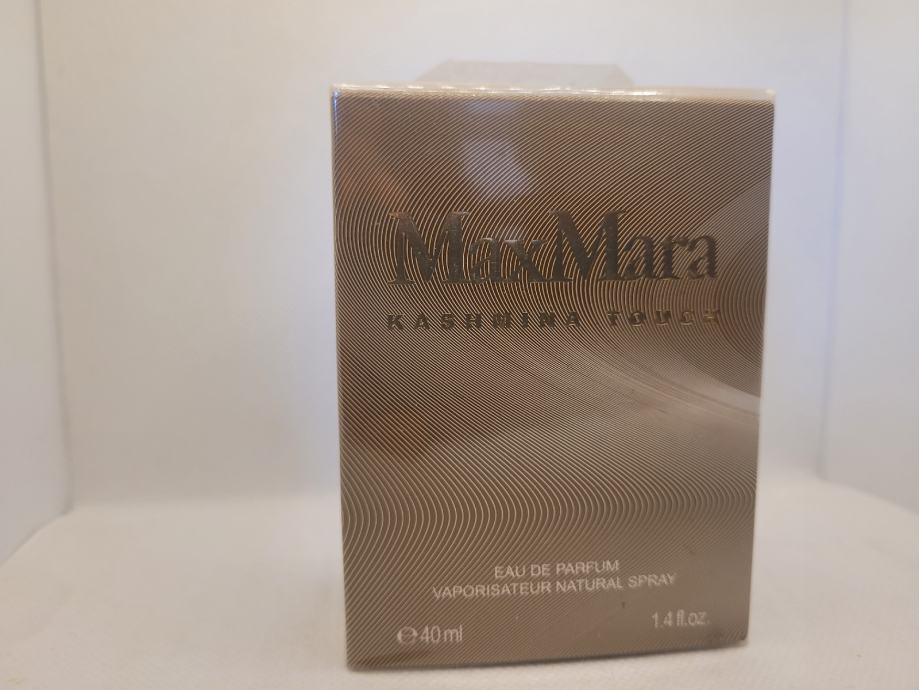 MaxMara
KASHMINA TOUCH
EAU DE PARFUM
VAPORISATEUR NATURAL SPRAY
℮40ml
1.4 fl.oz.